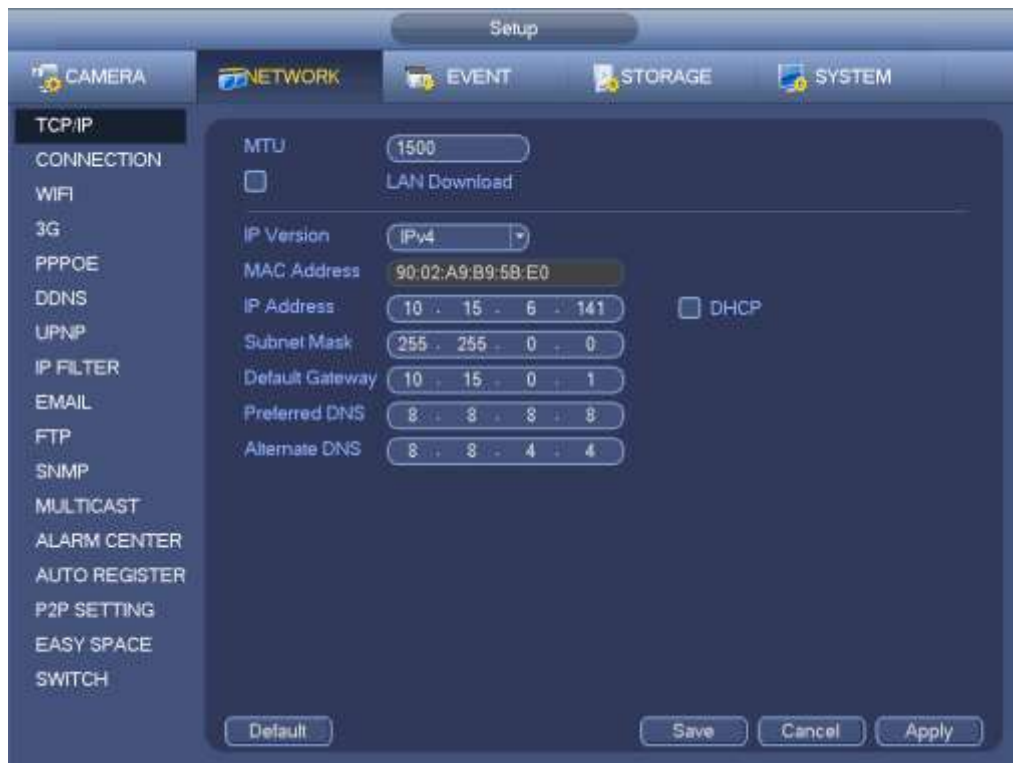 Setup
CAMERA NETWORK EVENT STORAGE SYSTEM
TCP/IP
CONNECTION
WIFI
3G
PPPOE
DDNS
UPNP
IP FILTER
EMAIL
FTP
SNMP
MULTICAST
ALARM CENTER
AUTO REGISTER
P2P SETTING
EASY SPACE
SWITCH
MTU 1500
LAN Download
IP Version IPv4
MAC Address 90:02:A9:B9:5B:E0
IP Address 10 . 15 . 6 . 141 DHCP
Subnet Mask 255 . 255 . 0 . 0
Default Gateway 10 . 15 . 0 . 1
Preferred DNS 8 . 8 . 8 . 8
Alternate DNS 8 . 8 . 4 . 4
Default Save Cancel Apply